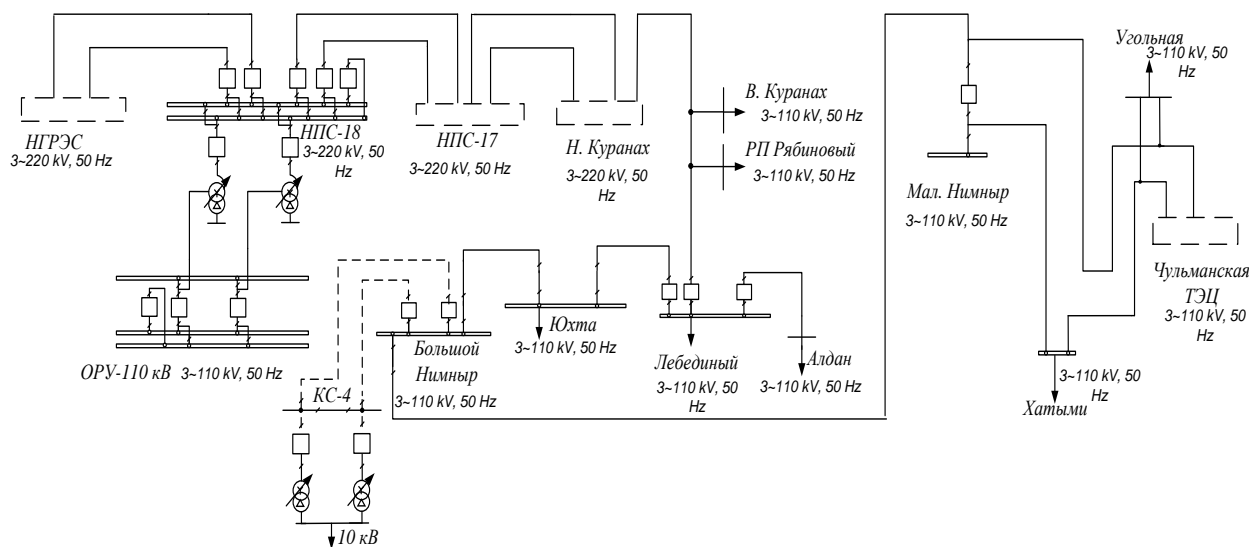 НГРЭС
3~220 kV, 50 Hz
НПС-18
3~220 kV, 50
Hz
НПС-17
3~220 kV, 50 Hz
Н. Куранах
3~220 kV, 50
Hz
В. Куранах
3~110 kV, 50 Hz
РП Рябиновый
3~110 kV, 50 Hz
Мал. Нимныр
3~110 kV, 50 Hz
Угольная
3~110 kV, 50
Hz
Чульманская
ТЭЦ
3~110 kV, 50
Hz
3~110 kV, 50
Hz
Хатыми
ОРУ-110 кВ
3~110 kV, 50 Hz
КС-4
Большой
Нимныр
3~110 kV, 50 Hz
Юхта
3~110 kV, 50 Hz
Лебединый
3~110 kV, 50
Hz
Алдан
3~110 kV, 50 Hz
10 кВ